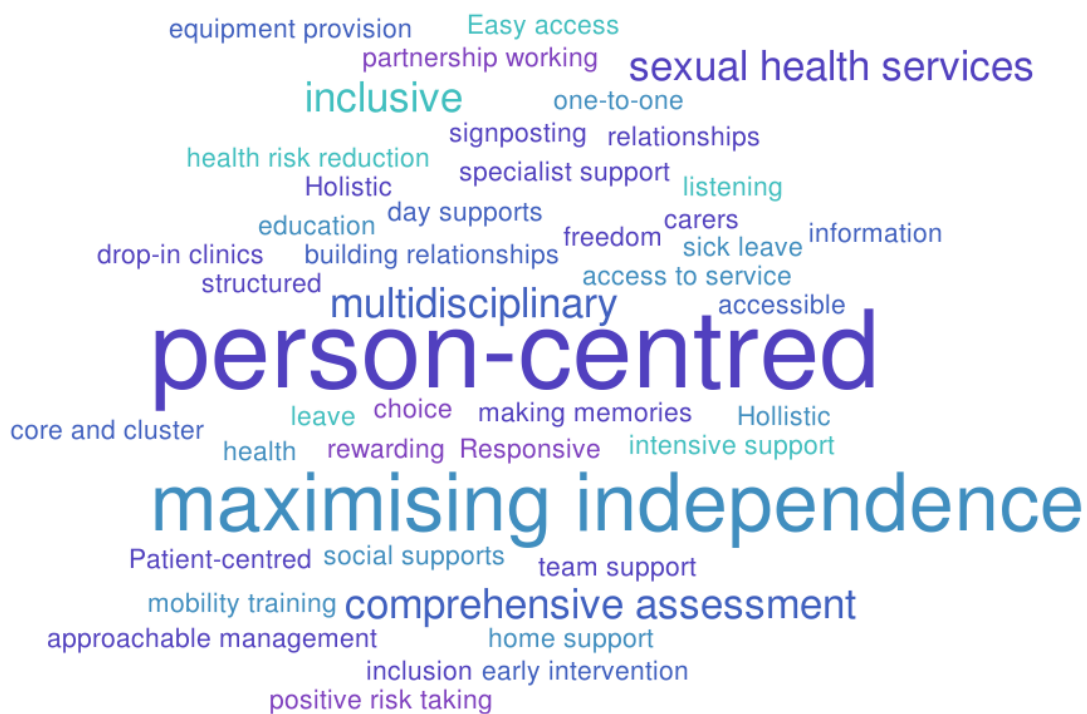 equipment provision
Easy access
partnership working
sexual health services
inclusive
one-to-one
signposting
relationships
health risk reduction
specialist support
Holistic
listening
day supports
education
carers
freedom
information
drop-in clinics
building relationships
sick leave
structured
access to service
multidisciplinary
accessible
person-centred
leave
choice
making memories
Hollistic
core and cluster
health
rewarding
Responsive
intensive support
maximising independence
Patient-centred
social supports
team support
mobility training
comprehensive assessment
approachable management
home support
inclusion
early intervention
positive risk taking